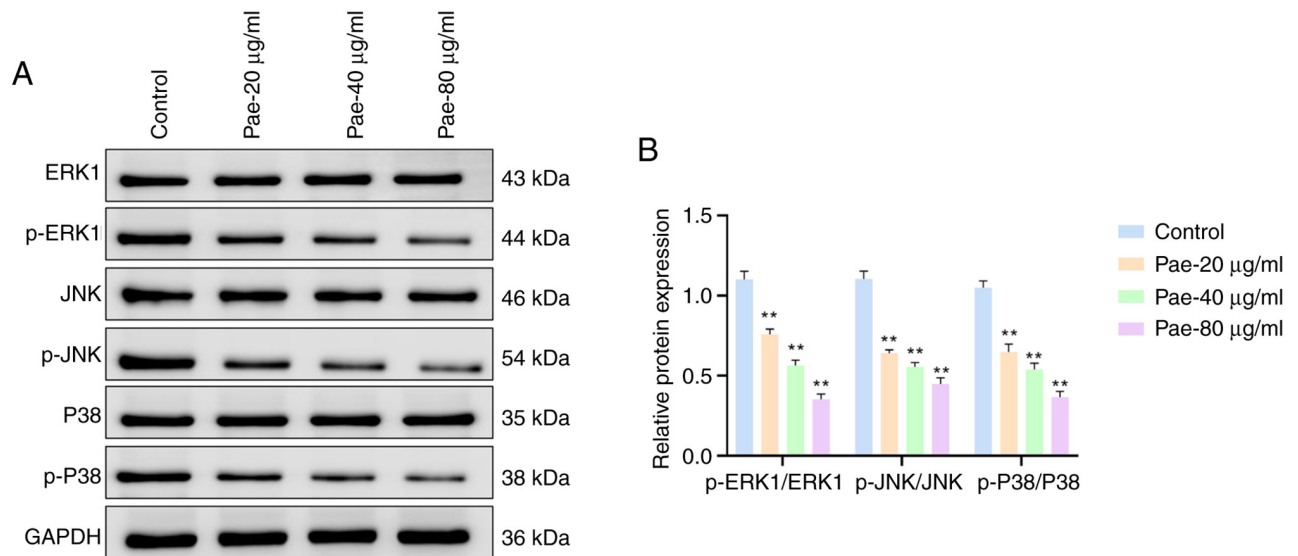 A
Control
Pae-20 μg/ml
Pae-40 μg/ml
Pae-80 μg/ml
ERK1 43 kDa
p-ERK1 44 kDa
JNK 46 kDa
p-JNK 54 kDa
P38 35 kDa
p-P38 38 kDa
GAPDH 36 kDa
B
Relative protein expression
1.5
1.0
0.5
0.0
** ** **
** ** **
** ** **
p-ERK1/ERK1 p-JNK/JNK p-P38/P38
Control
Pae-20 μg/ml
Pae-40 μg/ml
Pae-80 μg/ml